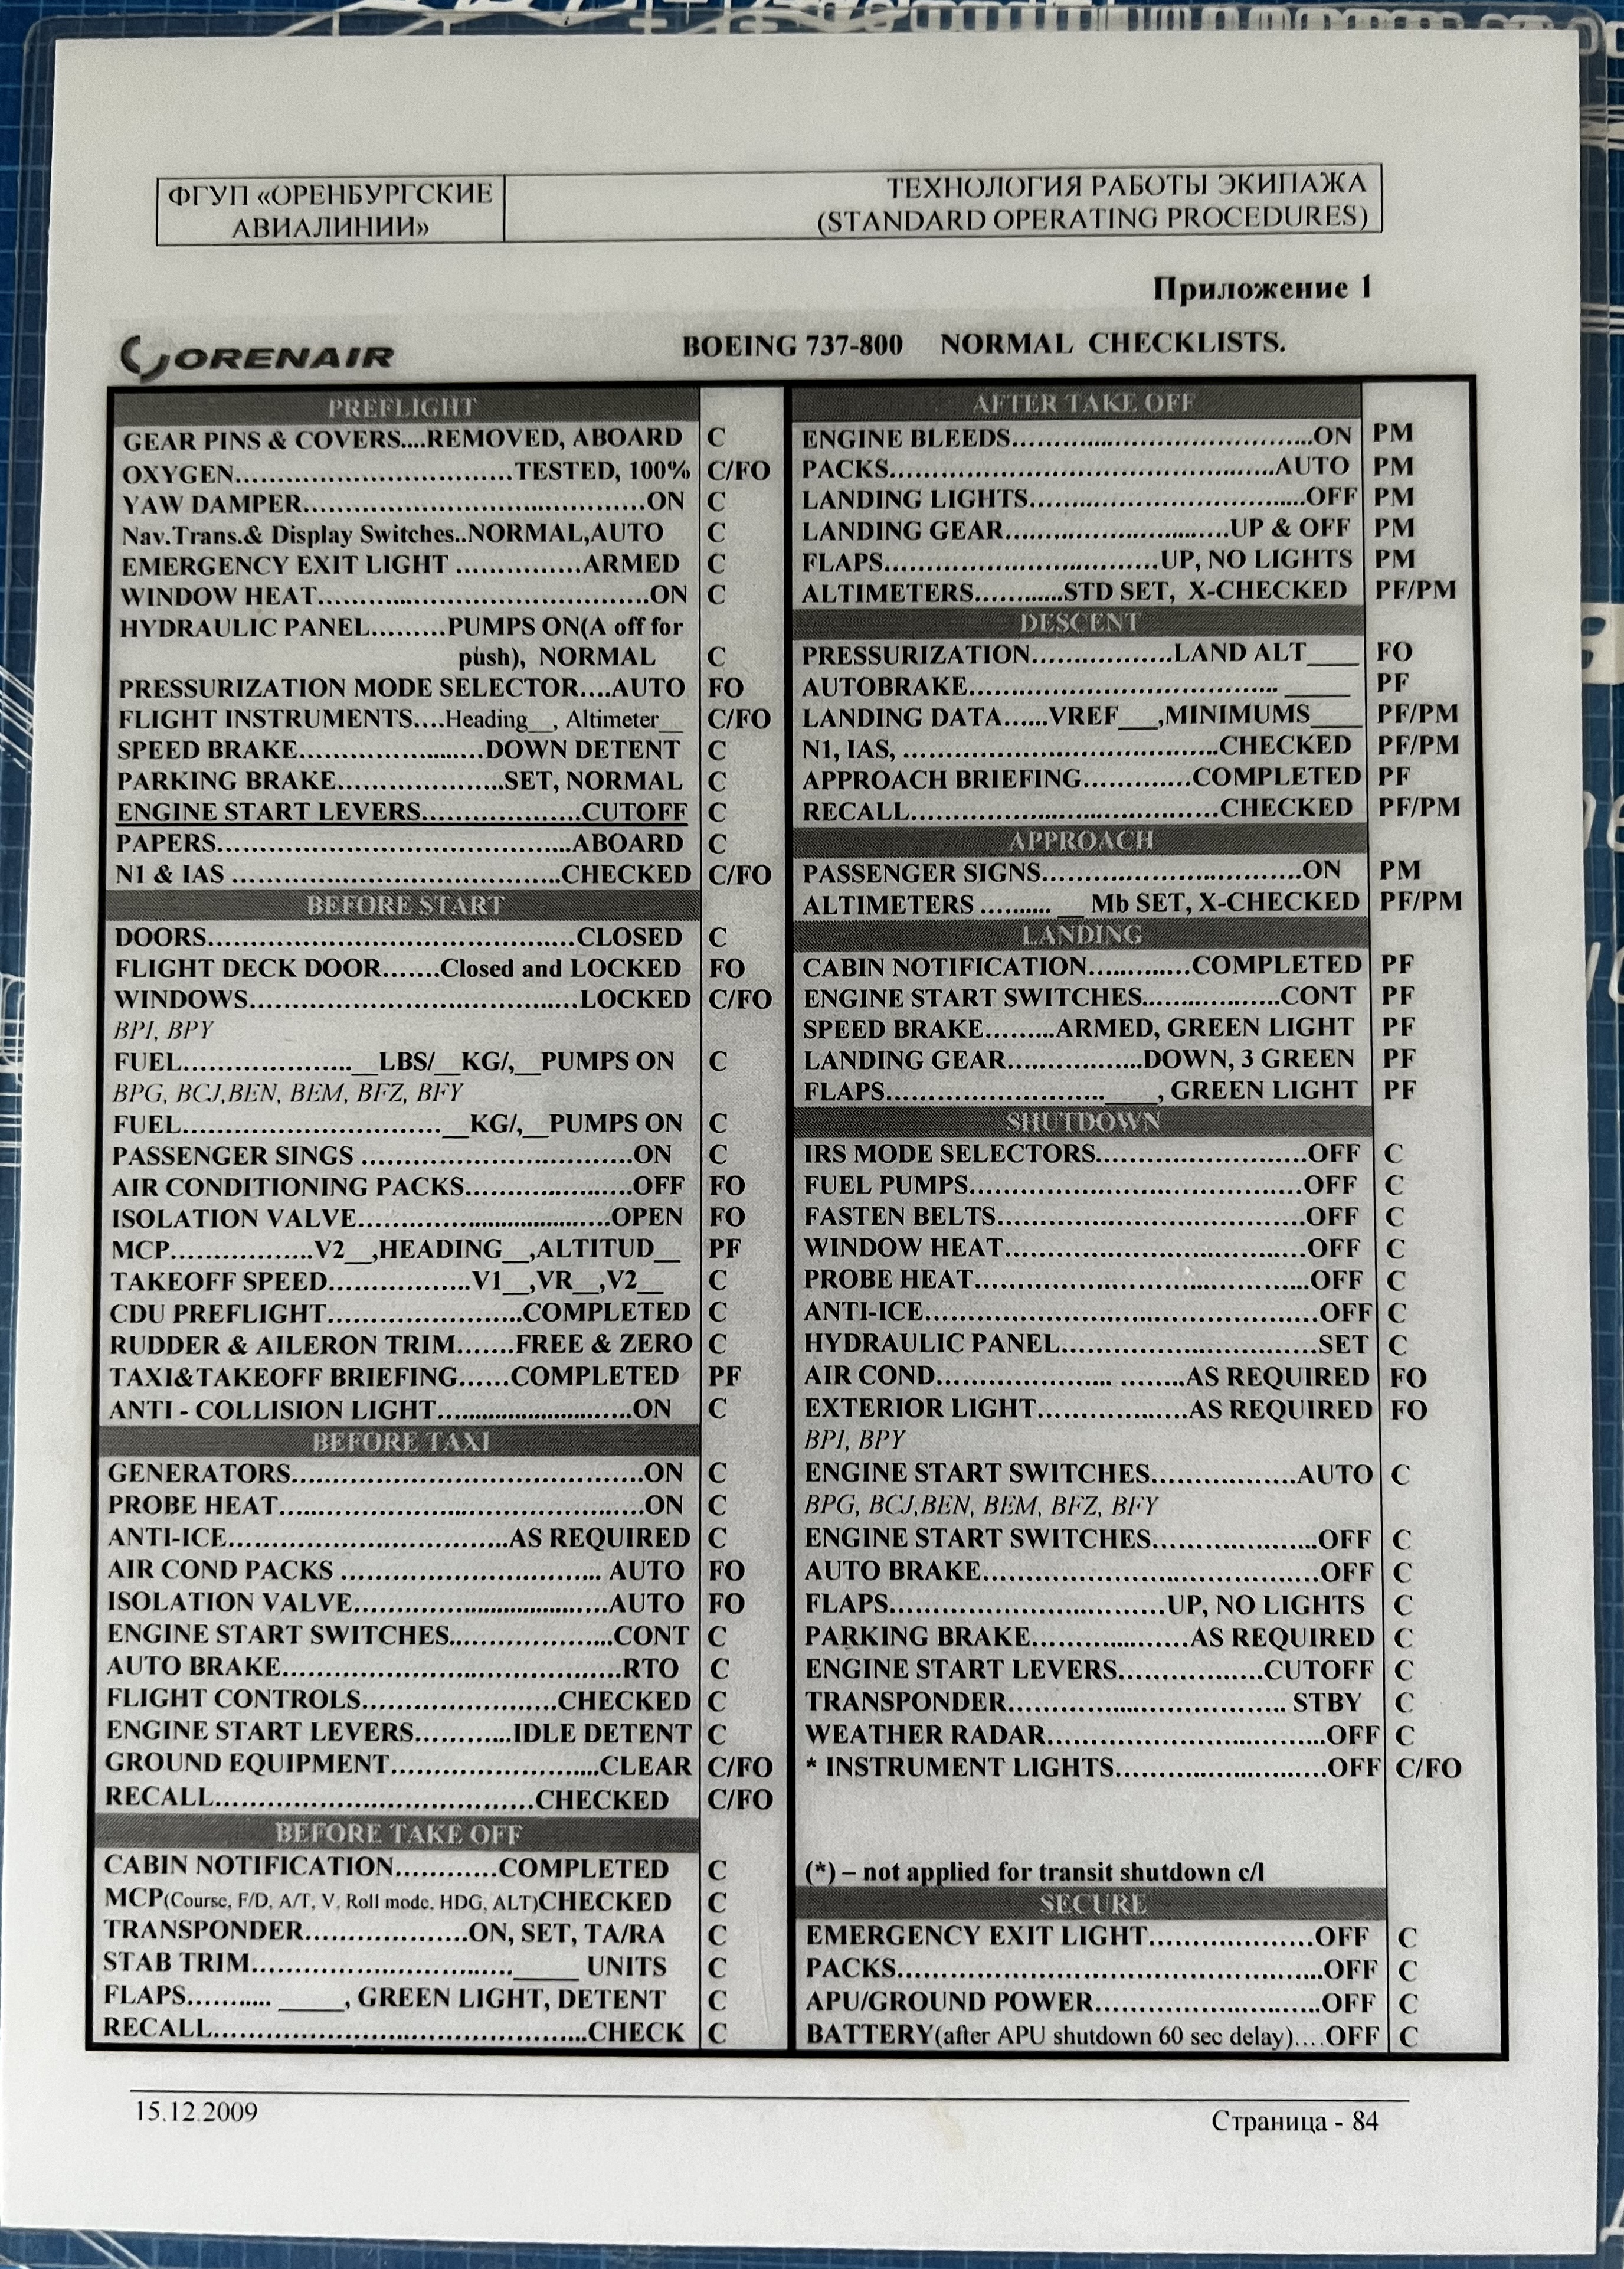 ФГУП «ОРЕНБУРГСКИЕ
АВИАЛИНИИ»
ТЕХНОЛОГИЯ РАБОТЫ ЭКИПАЖА
(STANDARD OPERATING PROCEDURES)
Приложение 1
ORENAIR
BOEING 737-800 NORMAL CHECKLISTS.
PREFLIGHT
GEAR PINS & COVERS....REMOVED, ABOARD C
OXYGEN................................TESTED, 100% C/FO
YAW DAMPER.......................................ON C
Nav.Trans.& Display Switches..NORMAL,AUTO C
EMERGENCY EXIT LIGHT ...............ARMED C
WINDOW HEAT.......................................ON C
HYDRAULIC PANEL.........PUMPS ON(A off for
push), NORMAL C
PRESSURIZATION MODE SELECTOR....AUTO FO
FLIGHT INSTRUMENTS....Heading__, Altimeter__ C/FO
SPEED BRAKE......................DOWN DETENT C
PARKING BRAKE....................SET, NORMAL C
ENGINE START LEVERS...................CUTOFF C
PAPERS.........................................ABOARD C
N1 & IAS ......................................CHECKED C/FO
BEFORE START
DOORS..........................................CLOSED C
FLIGHT DECK DOOR.......Closed and LOCKED FO
WINDOWS......................................LOCKED C/FO
BPI, BPY
FUEL....................__LBS/__KG/,__PUMPS ON C
BPG, BCJ,BEN, BEM, BFZ, BFY
FUEL..............................__KG/,__PUMPS ON C
PASSENGER SINGS ................................ON C
AIR CONDITIONING PACKS...................OFF FO
ISOLATION VALVE.............................OPEN FO
MCP.................V2__,HEADING__,ALTITUD__ PF
TAKEOFF SPEED.................V1__,VR__,V2__ C
CDU PREFLIGHT.......................COMPLETED C
RUDDER & AILERON TRIM.......FREE & ZERO C
TAXI&TAKEOFF BRIEFING......COMPLETED PF
ANTI - COLLISION LIGHT.......................ON C
BEFORE TAXI
GENERATORS........................................ON C
PROBE HEAT.........................................ON C
ANTI-ICE................................AS REQUIRED C
AIR COND PACKS ............................... AUTO FO
ISOLATION VALVE.............................AUTO FO
ENGINE START SWITCHES..................CONT C
AUTO BRAKE.......................................RTO C
FLIGHT CONTROLS.......................CHECKED C
ENGINE START LEVERS...........IDLE DETENT C
GROUND EQUIPMENT........................CLEAR C/FO
RECALL.....................................CHECKED C/FO
BEFORE TAKE OFF
CABIN NOTIFICATION............COMPLETED C
MCP(Course, F/D, A/T, V, Roll mode, HDG, ALT)CHECKED C
TRANSPONDER...................ON, SET, TA/RA C
STAB TRIM..............................._____ UNITS C
FLAPS.......... _____, GREEN LIGHT, DETENT C
RECALL...........................................CHECK C
AFTER TAKE OFF
ENGINE BLEEDS....................................ON PM
PACKS............................................AUTO PM
LANDING LIGHTS.................................OFF PM
LANDING GEAR........................UP & OFF PM
FLAPS................................UP, NO LIGHTS PM
ALTIMETERS...........STD SET, X-CHECKED PF/PM
DESCENT
PRESSURIZATION.................LAND ALT____ FO
AUTOBRAKE.................................... _____ PF
LANDING DATA......VREF___,MINIMUMS____ PF/PM
N1, IAS, .....................................CHECKED PF/PM
APPROACH BRIEFING............COMPLETED PF
RECALL.....................................CHECKED PF/PM
APPROACH
PASSENGER SIGNS...............................ON PM
ALTIMETERS .......... __ Mb SET, X-CHECKED PF/PM
LANDING
CABIN NOTIFICATION............COMPLETED PF
ENGINE START SWITCHES................CONT PF
SPEED BRAKE.........ARMED, GREEN LIGHT PF
LANDING GEAR................DOWN, 3 GREEN PF
FLAPS.........................____, GREEN LIGHT PF
SHUTDOWN
IRS MODE SELECTORS.........................OFF C
FUEL PUMPS.......................................OFF C
FASTEN BELTS....................................OFF C
WINDOW HEAT....................................OFF C
PROBE HEAT.......................................OFF C
ANTI-ICE............................................OFF C
HYDRAULIC PANEL..............................SET C
AIR COND..................... ........AS REQUIRED FO
EXTERIOR LIGHT..................AS REQUIRED FO
BPI, BPY
ENGINE START SWITCHES.................AUTO C
BPG, BCJ,BEN, BEM, BFZ, BFY
ENGINE START SWITCHES...................OFF C
AUTO BRAKE.......................................OFF C
FLAPS................................UP, NO LIGHTS C
PARKING BRAKE..................AS REQUIRED C
ENGINE START LEVERS...................CUTOFF C
TRANSPONDER................................ STBY C
WEATHER RADAR.................................OFF C
* INSTRUMENT LIGHTS.........................OFF C/FO
(*) – not applied for transit shutdown c/l
SECURE
EMERGENCY EXIT LIGHT....................OFF C
PACKS...............................................OFF C
APU/GROUND POWER...........................OFF C
BATTERY(after APU shutdown 60 sec delay)....OFF C
15.12.2009
Страница - 84